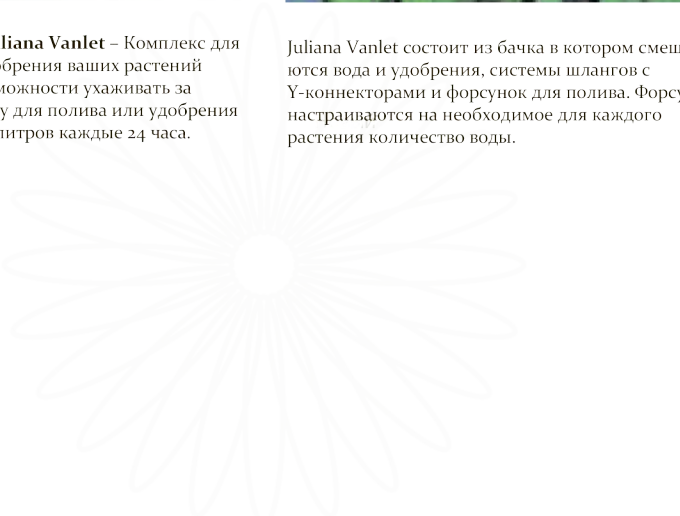 liana Vanlet – Комплекс для
обрения ваших растений
можности ухаживать за
у для полива или удобрения
литров каждые 24 часа.
Juliana Vanlet состоит из бачка в котором смеш
ются вода и удобрения, системы шлангов с
Y-коннекторами и форсунок для полива. Форсу
настраиваются на необходимое для каждого
растения количество воды.